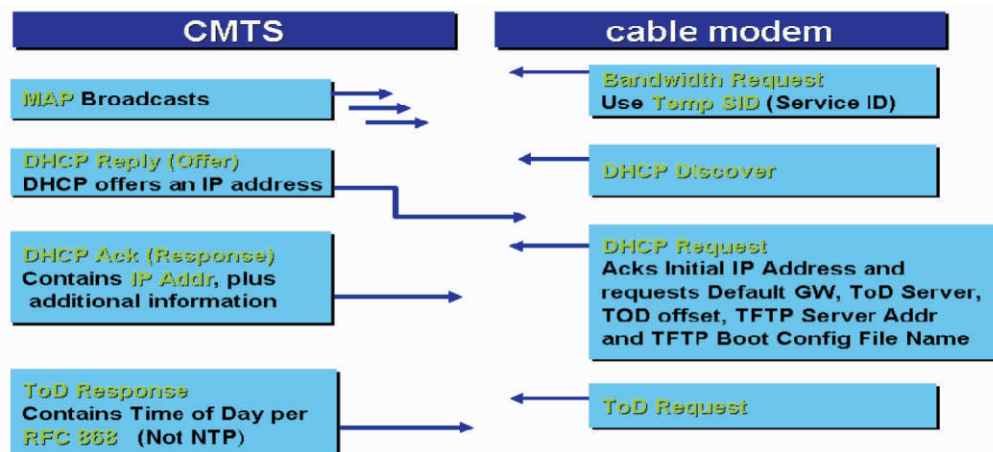 CMTS
cable modem
MAP Broadcasts
Bandwidth Request
Use Temp SID (Service ID)
DHCP Reply (Offer)
DHCP offers an IP address
DHCP Discover
DHCP Ack (Response)
Contains IP Addr, plus
additional information
DHCP Request
Acks Initial IP Address and
requests Default GW, ToD Server,
TOD offset, TFTP Server Addr
and TFTP Boot Config File Name
ToD Response
Contains Time of Day per
RFC 868 (Not NTP)
ToD Request